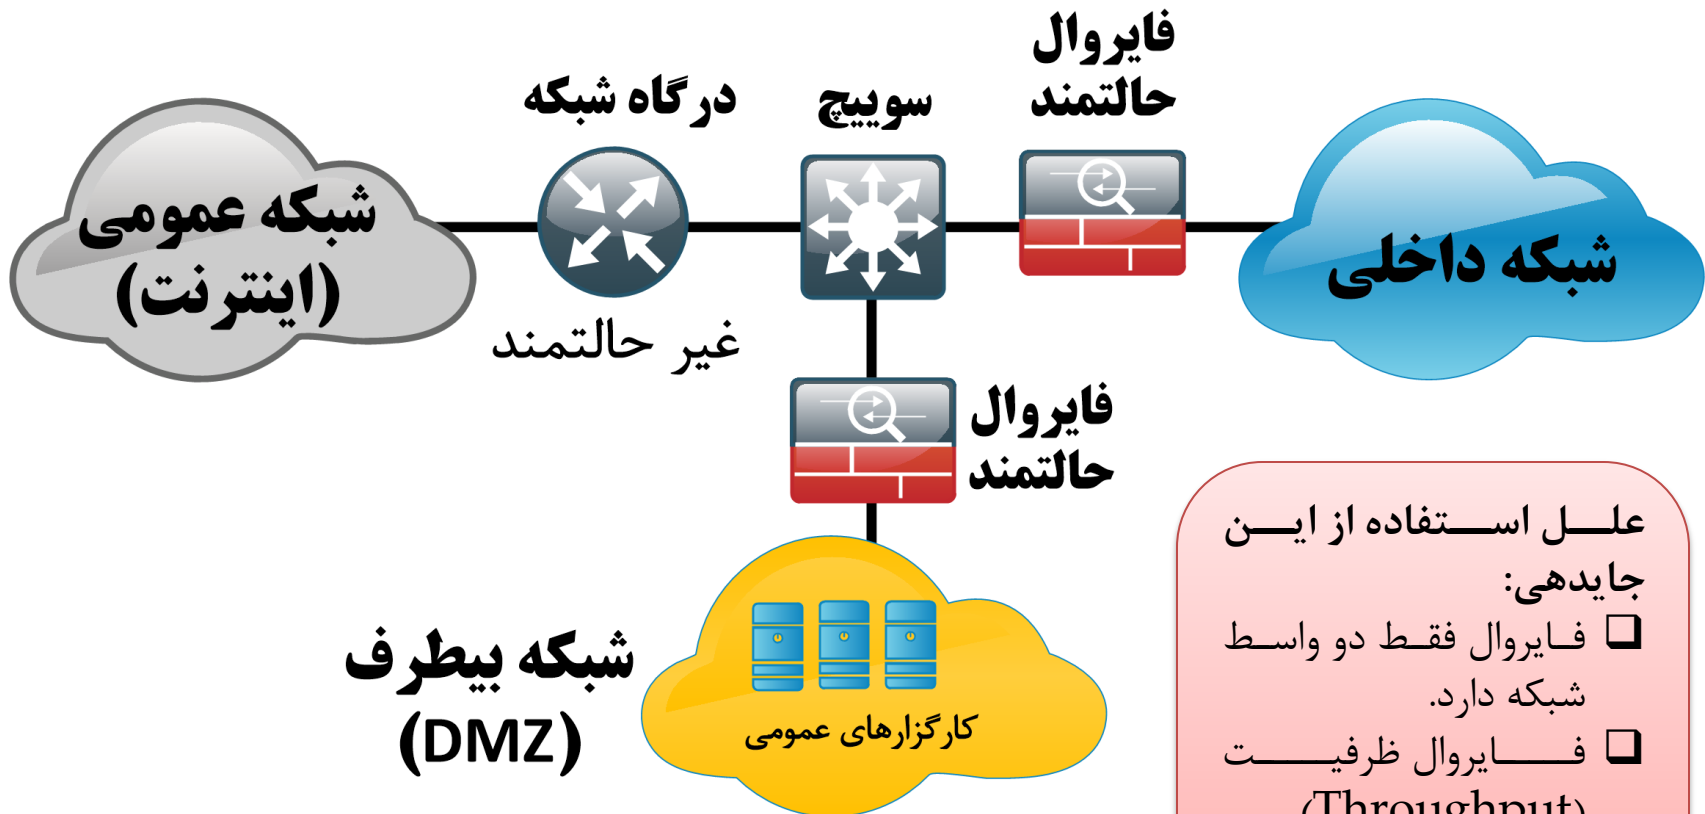 فایروال
حالتمند
درگاه شبکه
سوییچ
شبکه عمومی
(اینترنت)
شبکه داخلی
غیر حالتمند
فایروال
حالتمند
علل استفاده از این
جایدهی:
❑ فایروال فقط دو واسط
شبکه دارد.
❑ فایروال ظرفیت
(Throughput)
شبکه بیطرف
(DMZ)
کارگزارهای عمومی